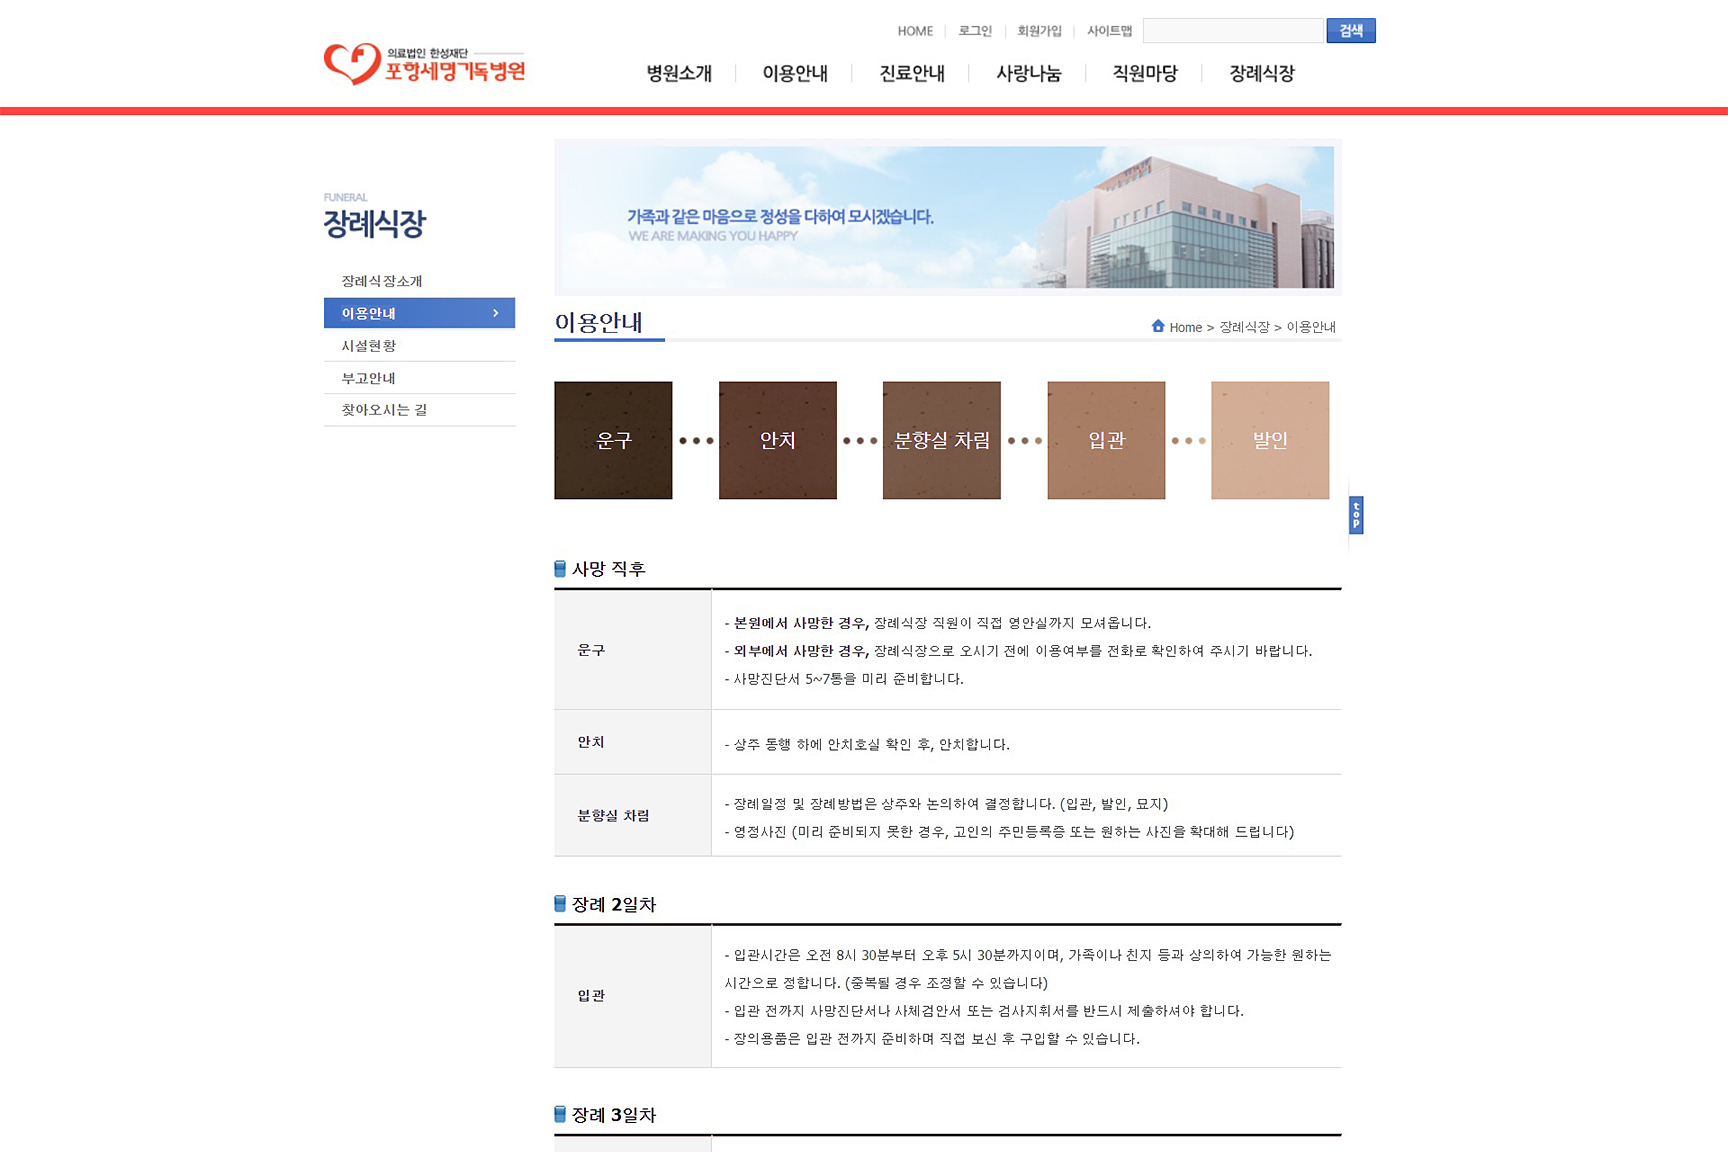 HOME 로그인 회원가입 사이트맵 검색
의료법인 한성재단
포항세명기독병원
병원소개 이용안내 진료안내 사랑나눔 직원마당 장례식장
FUNERAL
장례식장
장례식장소개
이용안내
시설현황
부고안내
찾아오시는 길
가족과 같은 마음으로 정성을 다하여 모시겠습니다.
WE ARE MAKING YOU HAPPY
이용안내
Home > 장례식장 > 이용안내
운구 안치 분향실 차림 입관 발인
top
사망 직후
운구
- 본원에서 사망한 경우, 장례식장 직원이 직접 영안실까지 모셔옵니다.
- 외부에서 사망한 경우, 장례식장으로 오시기 전에 이용여부를 전화로 확인하여 주시기 바랍니다.
- 사망진단서 5~7통을 미리 준비합니다.
안치
- 상주 동행 하에 안치호실 확인 후, 안치합니다.
분향실 차림
- 장례일정 및 장례방법은 상주와 논의하여 결정합니다. (입관, 발인, 묘지)
- 영정사진 (미리 준비되지 못한 경우, 고인의 주민등록증 또는 원하는 사진을 확대해 드립니다)
장례 2일차
입관
- 입관시간은 오전 8시 30분부터 오후 5시 30분까지이며, 가족이나 친지 등과 상의하여 가능한 원하는
시간으로 정합니다. (중복될 경우 조정할 수 있습니다)
- 입관 전까지 사망진단서나 사체검안서 또는 검사지휘서를 반드시 제출하셔야 합니다.
- 장의용품은 입관 전까지 준비하며 직접 보신 후 구입할 수 있습니다.
장례 3일차